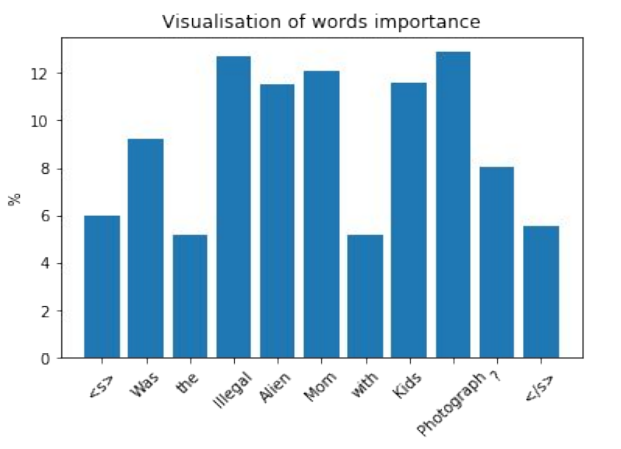 Visualisation of words importance
%
12
10
8
6
4
2
0
<s>
Was
the
Illegal
Alien
Mom
with
Kids
Photograph
?
</s>